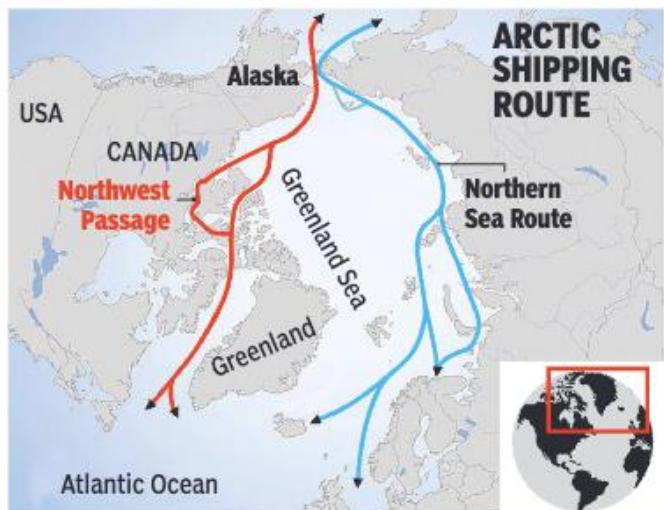 ARCTIC
SHIPPING
ROUTE
Alaska
USA
CANADA
Northwest
Passage
Greenland Sea
Northern
Sea Route
Greenland
Atlantic Ocean